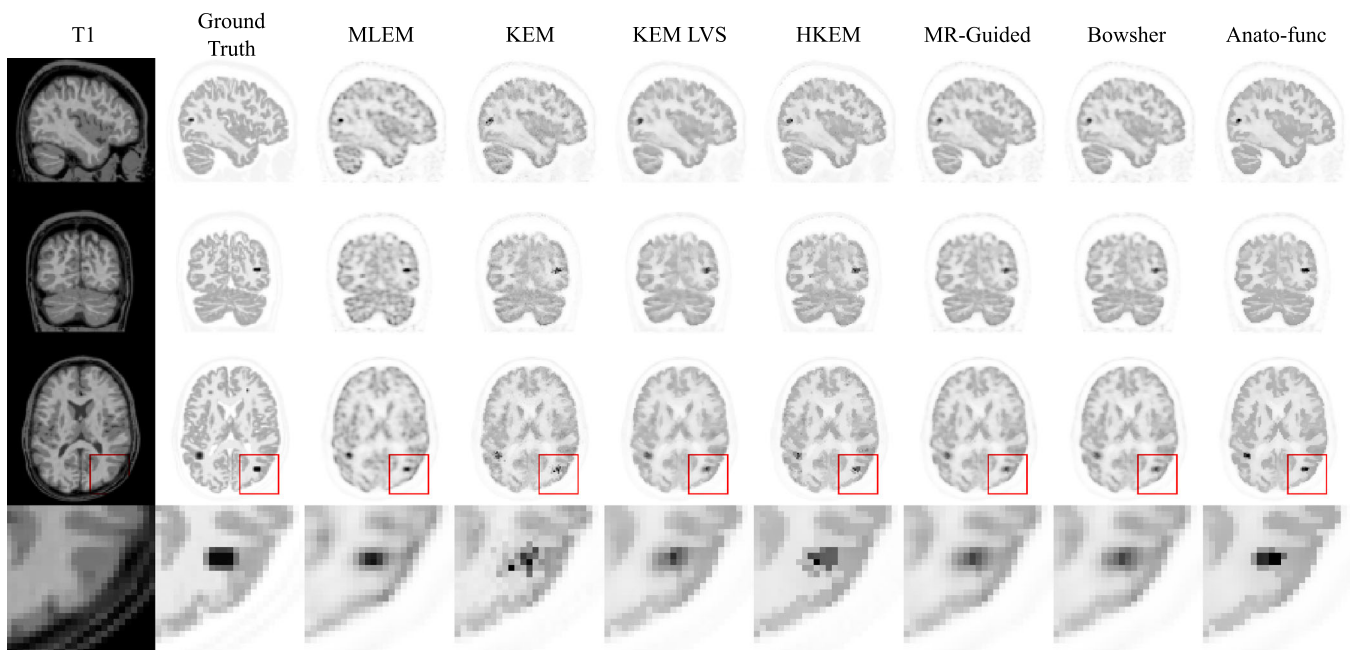 T1
Ground
Truth
MLEM
KEM
KEM LVS
HKEM
MR-Guided
Bowsher
Anato-func